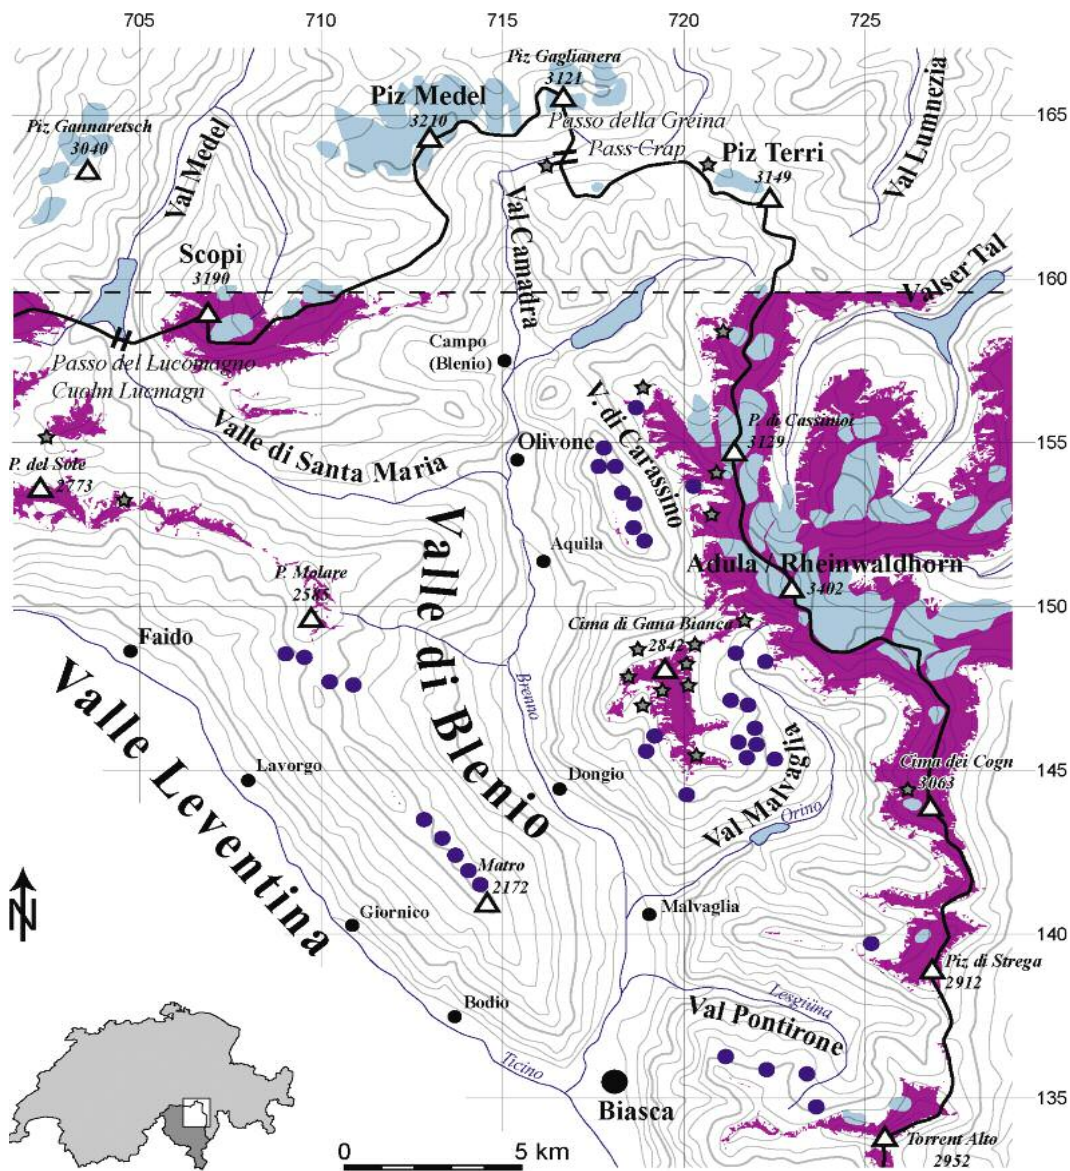 705
710
715
720
725
Piz Gaglianera
3121
Piz Medel
3210
Piz Gannaretsch
3040
Val Medel
Passo della Greina
Pass Crap
Piz Terri
3149
Val Lumnezia
165
Scopi
3190
Val Camadra
Valser Tal
160
Passo del Lucomagno
Cuolm Lucmagn
Campo
(Blenio)
Valle di Santa Maria
Olivone
V. di Carassino
P. di Cassimoi
3129
155
P. del Sole
2773
Aquila
Adula / Rheinwaldhorn
3402
P. Molare
2585
150
Cima di Gana Bianca
2842
Faido
Valle Leventina
Valle di Blenio
Brenno
Lavorgo
Dongio
Val Malvaglia
Orino
Cima dei Cogn
3063
145
Matro
2172
Giornico
Malvaglia
140
Piz di Strega
2912
N
Bodio
Lesgiüna
Val Pontirone
Ticino
Biasca
135
Torrent Alto
2952
0
5 km